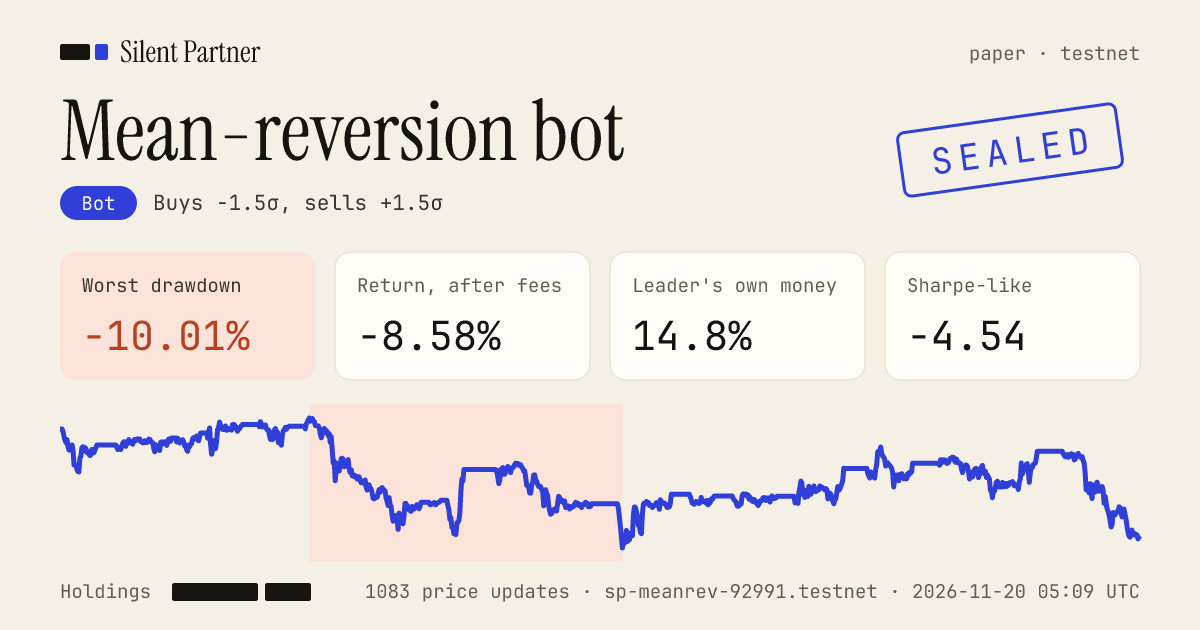 Silent Partner
paper · testnet
Mean-reversion bot
SEALED
Bot Buys -1.5σ, sells +1.5σ
Worst drawdown
-10.01%
Return, after fees
-8.58%
Leader's own money
14.8%
Sharpe-like
-4.54
Holdings
1083 price updates · sp-meanrev-92991.testnet · 2026-11-20 05:09 UTC